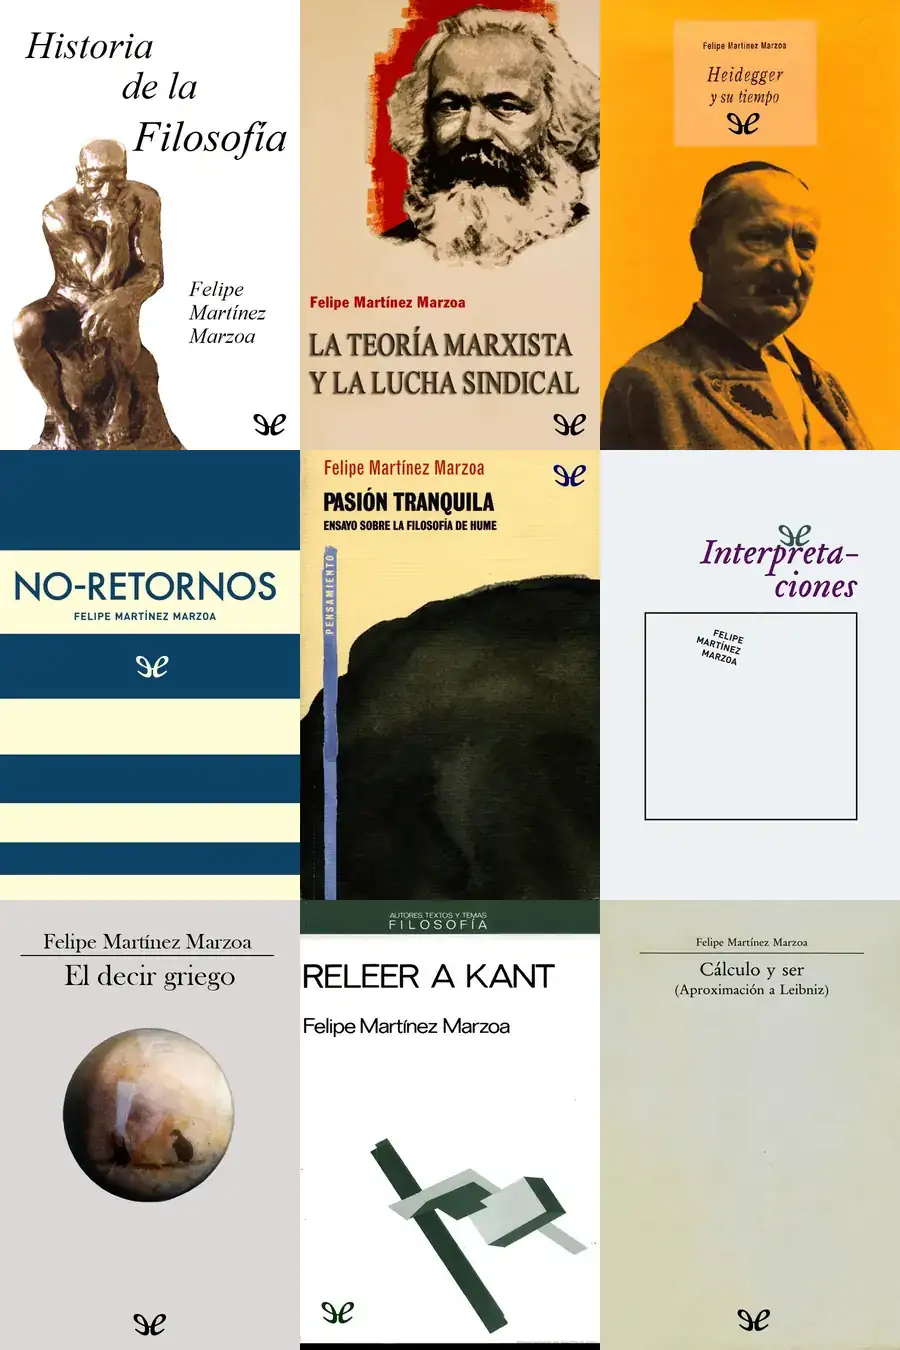 Historia
de la
Filosofía
Felipe
Martínez
Marzoa
Felipe Martínez Marzoa
LA TEORÍA MARXISTA
Y LA LUCHA SINDICAL
Felipe Martínez Marzoa
Heidegger
y su tiempo
NO-RETORNOS
FELIPE MARTÍNEZ MARZOA
Felipe Martínez Marzoa
PASIÓN TRANQUILA
ENSAYO SOBRE LA FILOSOFÍA DE HUME
PENSAMIENTO
Interpreta-
ciones
FELIPE
MARTÍNEZ
MARZOA
Felipe Martínez Marzoa
El decir griego
AUTORES, TEXTOS Y TEMAS
FILOSOFÍA
RELEER A KANT
Felipe Martínez Marzoa
Felipe Martínez Marzoa
Cálculo y ser
(Aproximación a Leibniz)